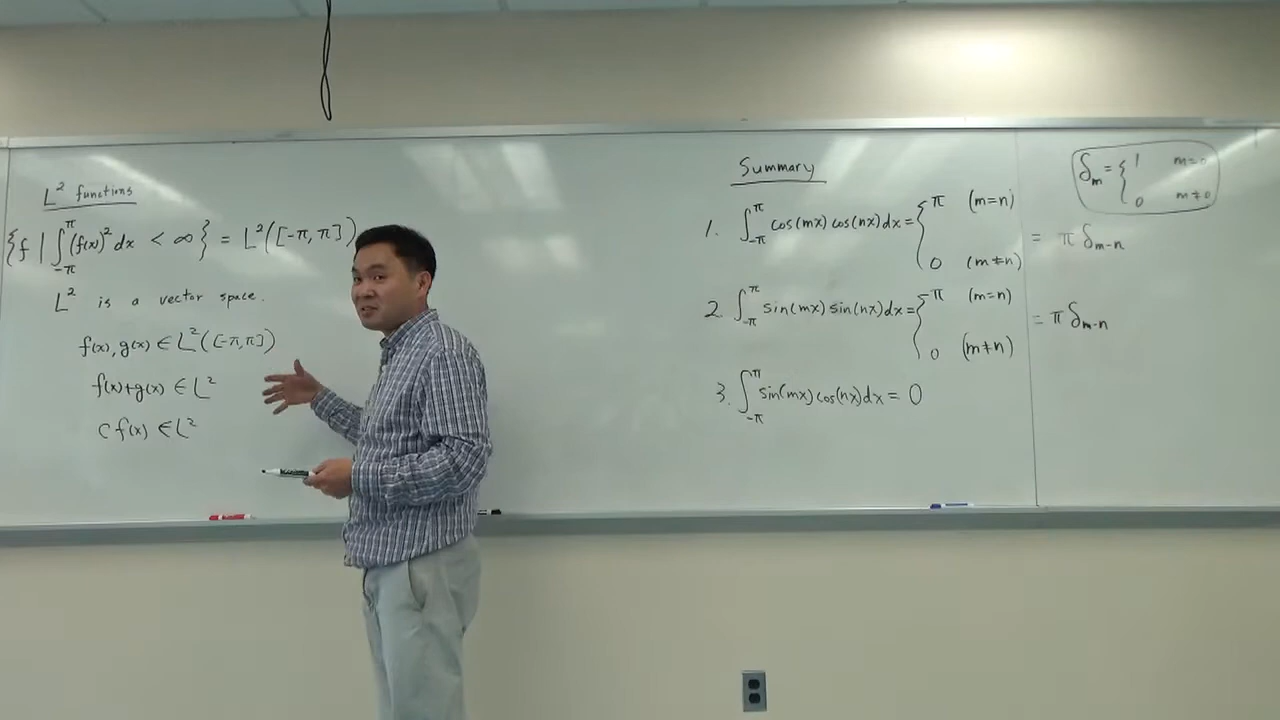 L² functions
{f | ∫_{-π}^{π} (f(x))² dx < ∞} = L²([-π, π])
L² is a vector space.
f(x), g(x) ∈ L²([-π, π])
f(x)+g(x) ∈ L²
C f(x) ∈ L²
Summary
1. ∫_{-π}^{π} cos(mx) cos(nx) dx = { π (m=n)
0 (m≠n)
= π δ_{m-n}
2. ∫_{-π}^{π} sin(mx) sin(nx) dx = { π (m=n)
0 (m≠n)
= π δ_{m-n}
3. ∫_{-π}^{π} sin(mx) cos(nx) dx = 0
δ_m = { 1 m=0
0 m≠0